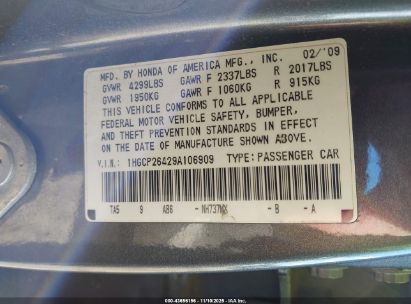 MFD. BY HONDA OF AMERICA MFG., INC. 02/'09
GVWR 4299LBS GAWR F 2337LBS R 2017LBS
GVWR 1950KG GAWR F 1060KG R 915KG
THIS VEHICLE CONFORMS TO ALL APPLICABLE
FEDERAL MOTOR VEHICLE SAFETY, BUMPER,
AND THEFT PREVENTION STANDARDS IN EFFECT
ON THE DATE OF MANUFACTURE SHOWN ABOVE.
V.I.N.: 1HGCP26429A106909 TYPE: PASSENGER CAR
TA5 9 AB6 - NH737MX - B - A